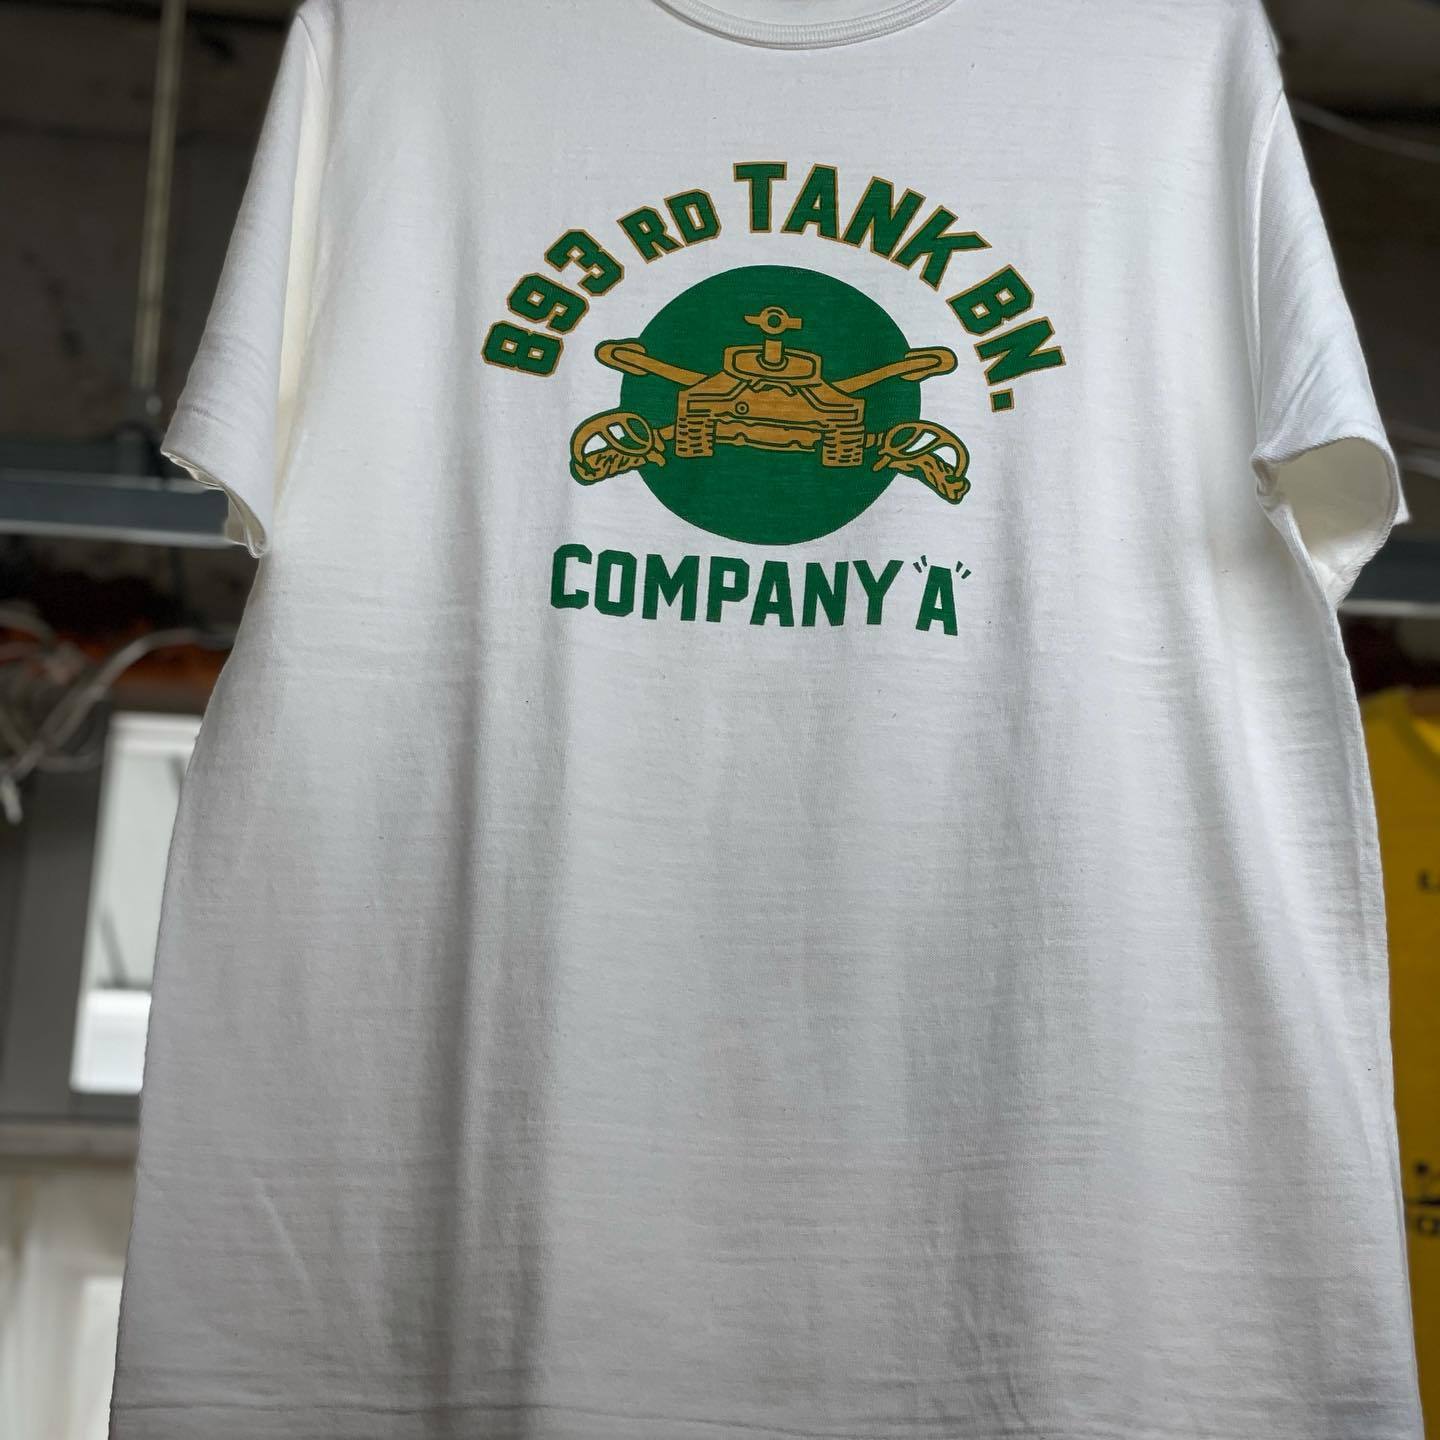 893 RD TANK BN.
COMPANY "A"